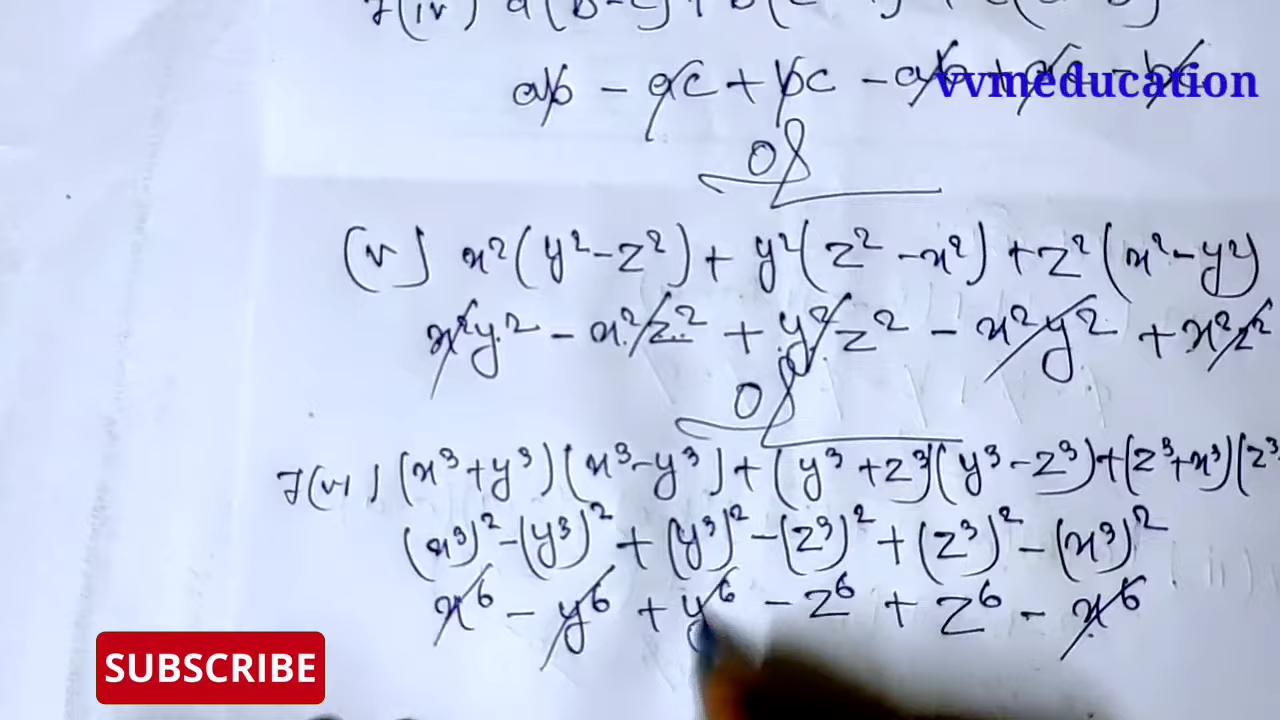 ab - ac + bc - ab + ac - bc
vvmeducation
08
(v) x²(y²-z²) + y²(z²-x²) + z²(x²-y²)
x²y² - x²z² + y²z² - x²y² + x²z²
08
(vi) (x³+y³)(x³-y³) + (y³+z³)(y³-z³) + (z³+x³)(z³
(x³)² - (y³)² + (y³)² - (z³)² + (z³)² - (x³)²
x⁶ - y⁶ + y⁶ - z⁶ + z⁶ - x⁶
SUBSCRIBE